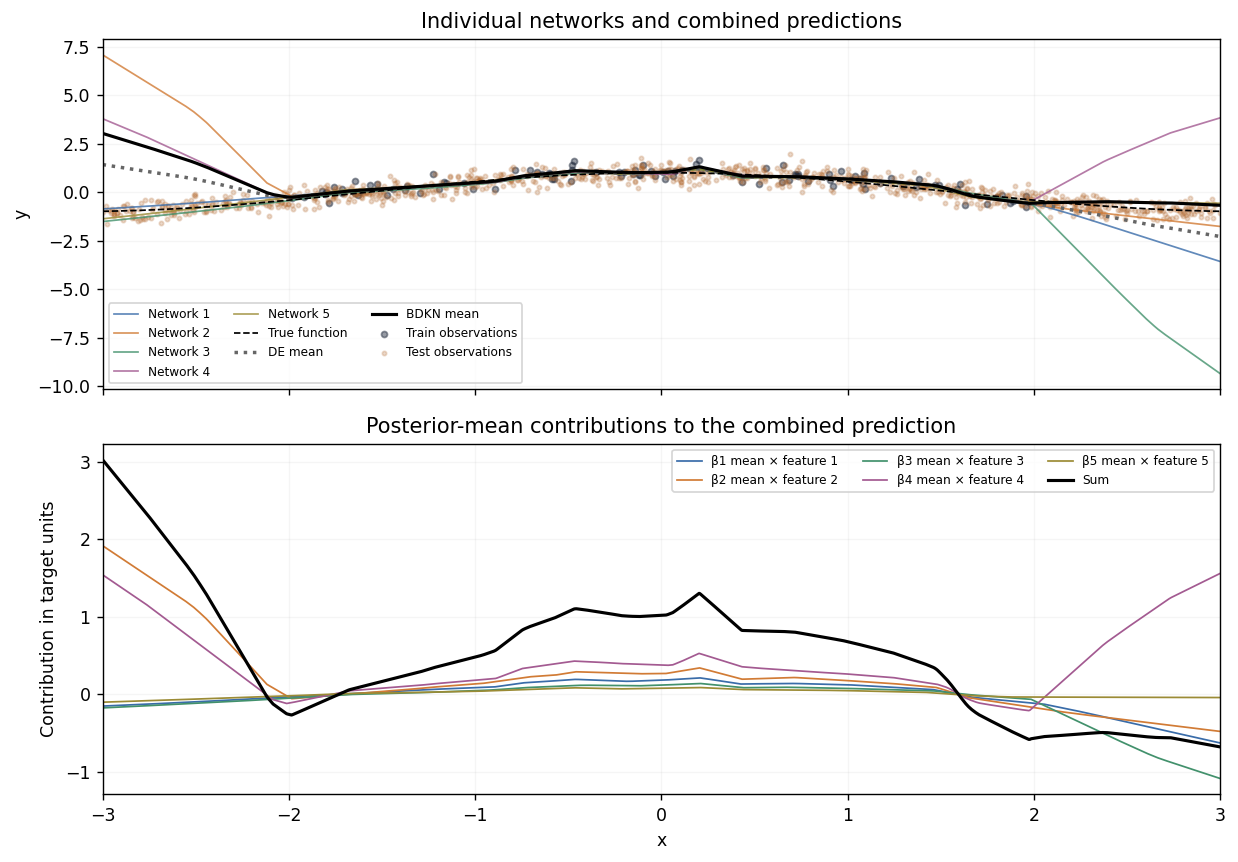 Individual networks and combined predictions
7.5
5.0
2.5
0.0
−2.5
−5.0
−7.5
−10.0
y
Network 1
Network 2
Network 3
Network 4
Network 5
True function
DE mean
BDKN mean
Train observations
Test observations
Posterior-mean contributions to the combined prediction
3
2
1
0
−1
Contribution in target units
β1 mean × feature 1
β2 mean × feature 2
β3 mean × feature 3
β4 mean × feature 4
β5 mean × feature 5
Sum
−3 −2 −1 0 1 2 3
x